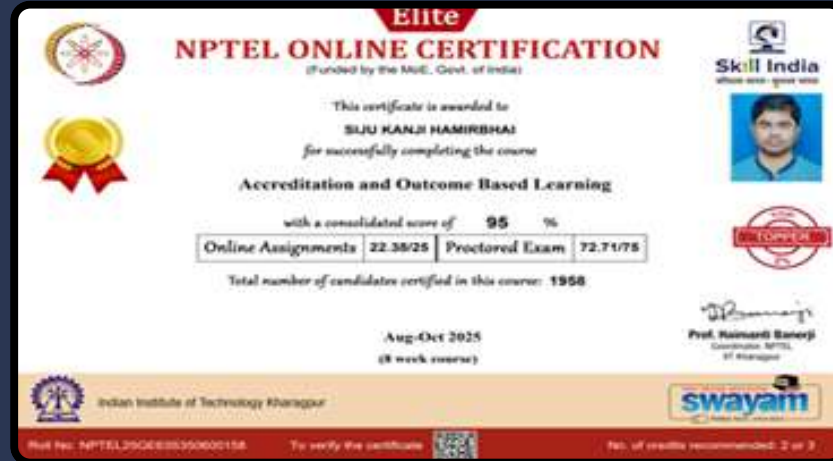 Elite
NPTEL ONLINE CERTIFICATION
(Funded by the MoE, Govt. of India)
Skill India
This certificate is awarded to
SIJU KANJI HAMIRBHAI
for successfully completing the course
Accreditation and Outcome Based Learning
with a consolidated score of 95 %
Online Assignments 22.38/25 Proctored Exam 72.71/75
TOPPER
Total number of candidates certified in this course: 1958
Prof. Haimanti Banerji
Coordinator, NPTEL
IIT Kharagpur
Aug-Oct 2025
(8 week course)
Indian Institute of Technology Kharagpur
swayam
Roll No: To verify the certificate No. of credits recommended: 2 or 3